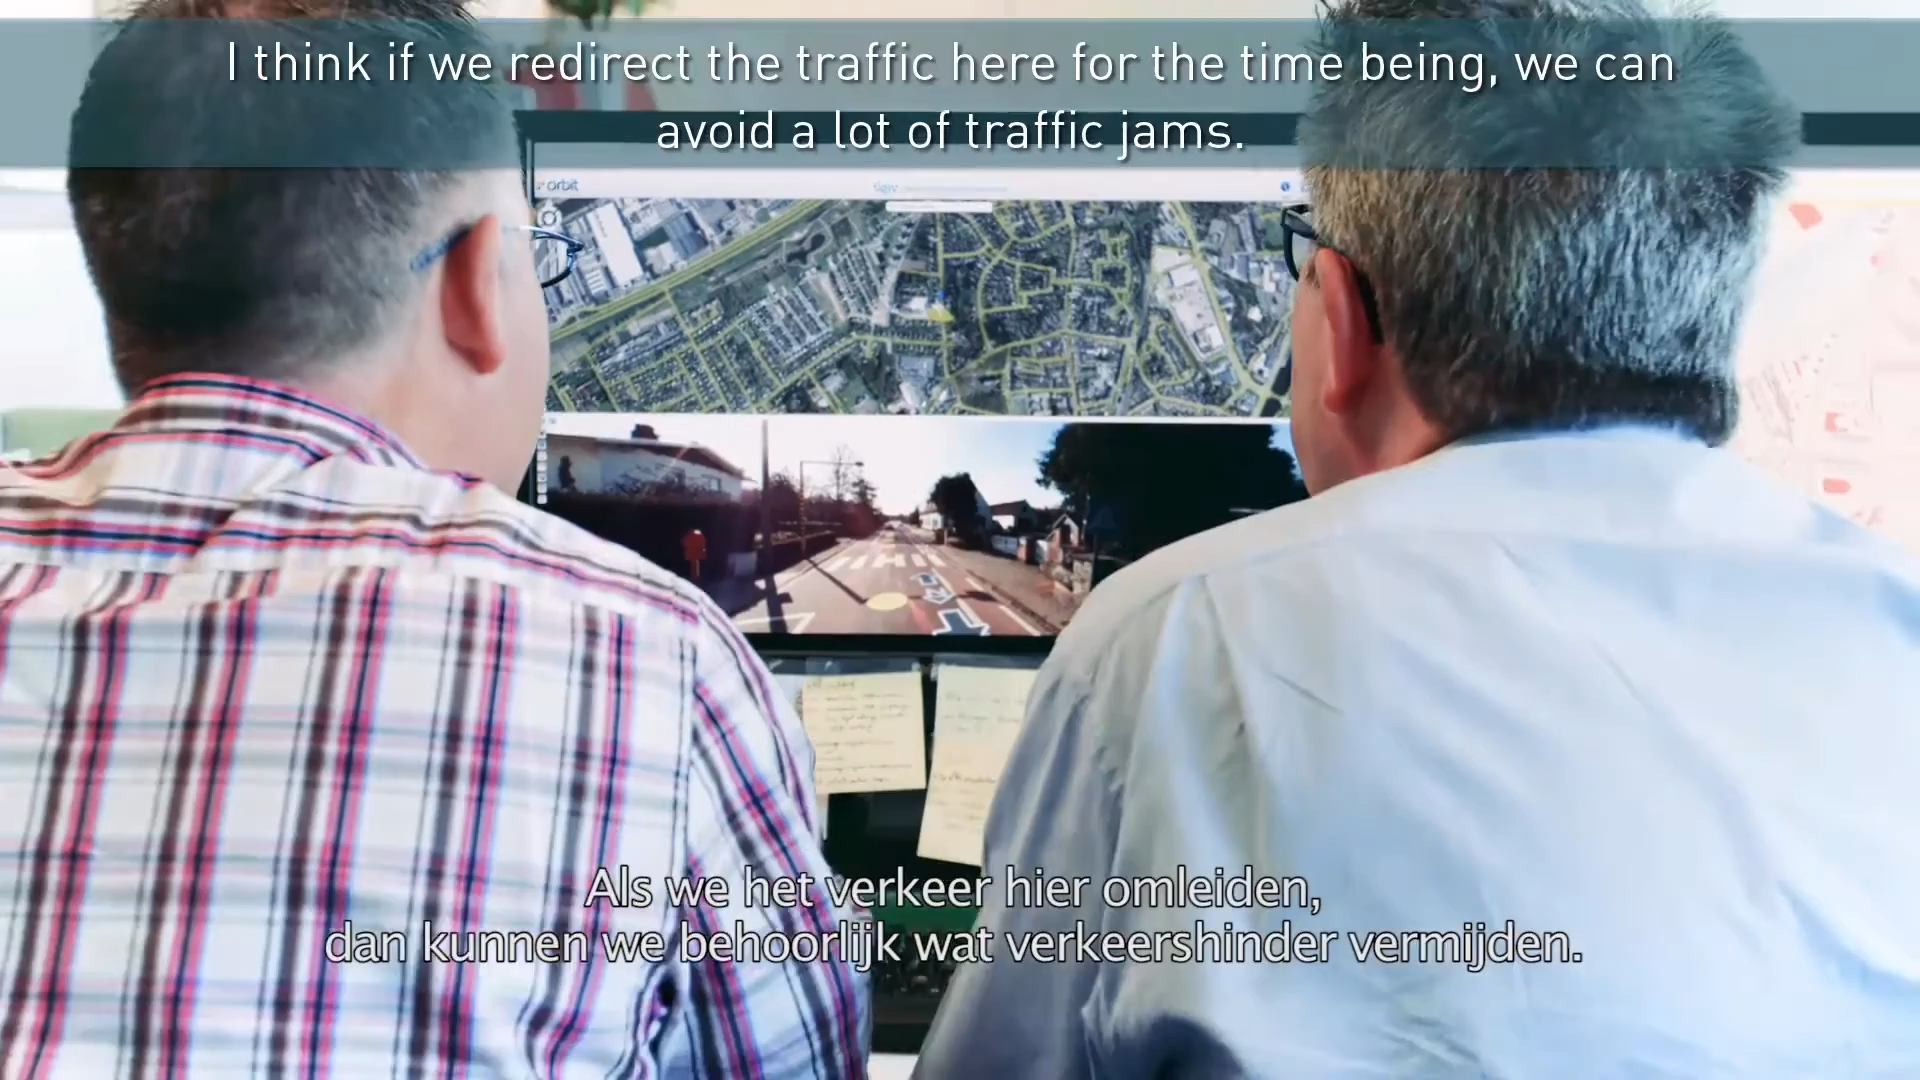 I think if we redirect the traffic here for the time being, we can
avoid a lot of traffic jams.
orbit
Als we het verkeer hier omleiden,
dan kunnen we behoorlijk wat verkeershinder vermijden.